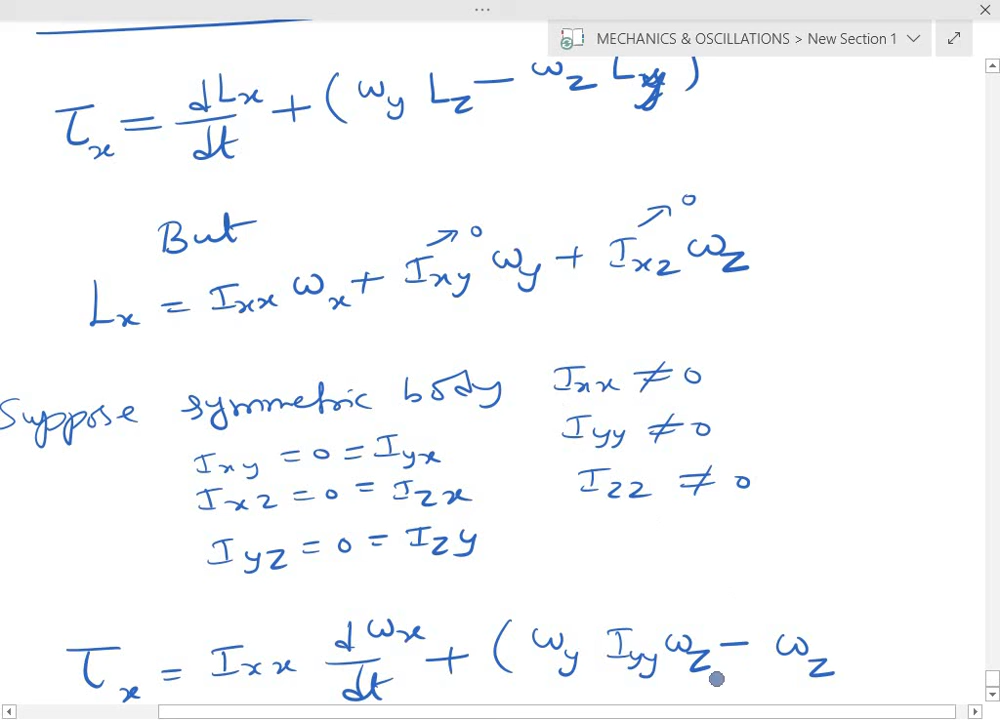 MECHANICS & OSCILLATIONS > New Section 1
τx = dLx/dt + (ωy Lz − ωz Ly)
But
Lx = Ixx ωx + Ixy↗0 ωy + Ixz↗0 ωz
Suppose symmetric body Ixx ≠ 0
Iyy ≠ 0
Ixy = 0 = Iyx
Ixz = 0 = Izx
Izz ≠ 0
Iyz = 0 = Izy
τx = Ixx dωx/dt + (ωy Iyy ωz − ωz